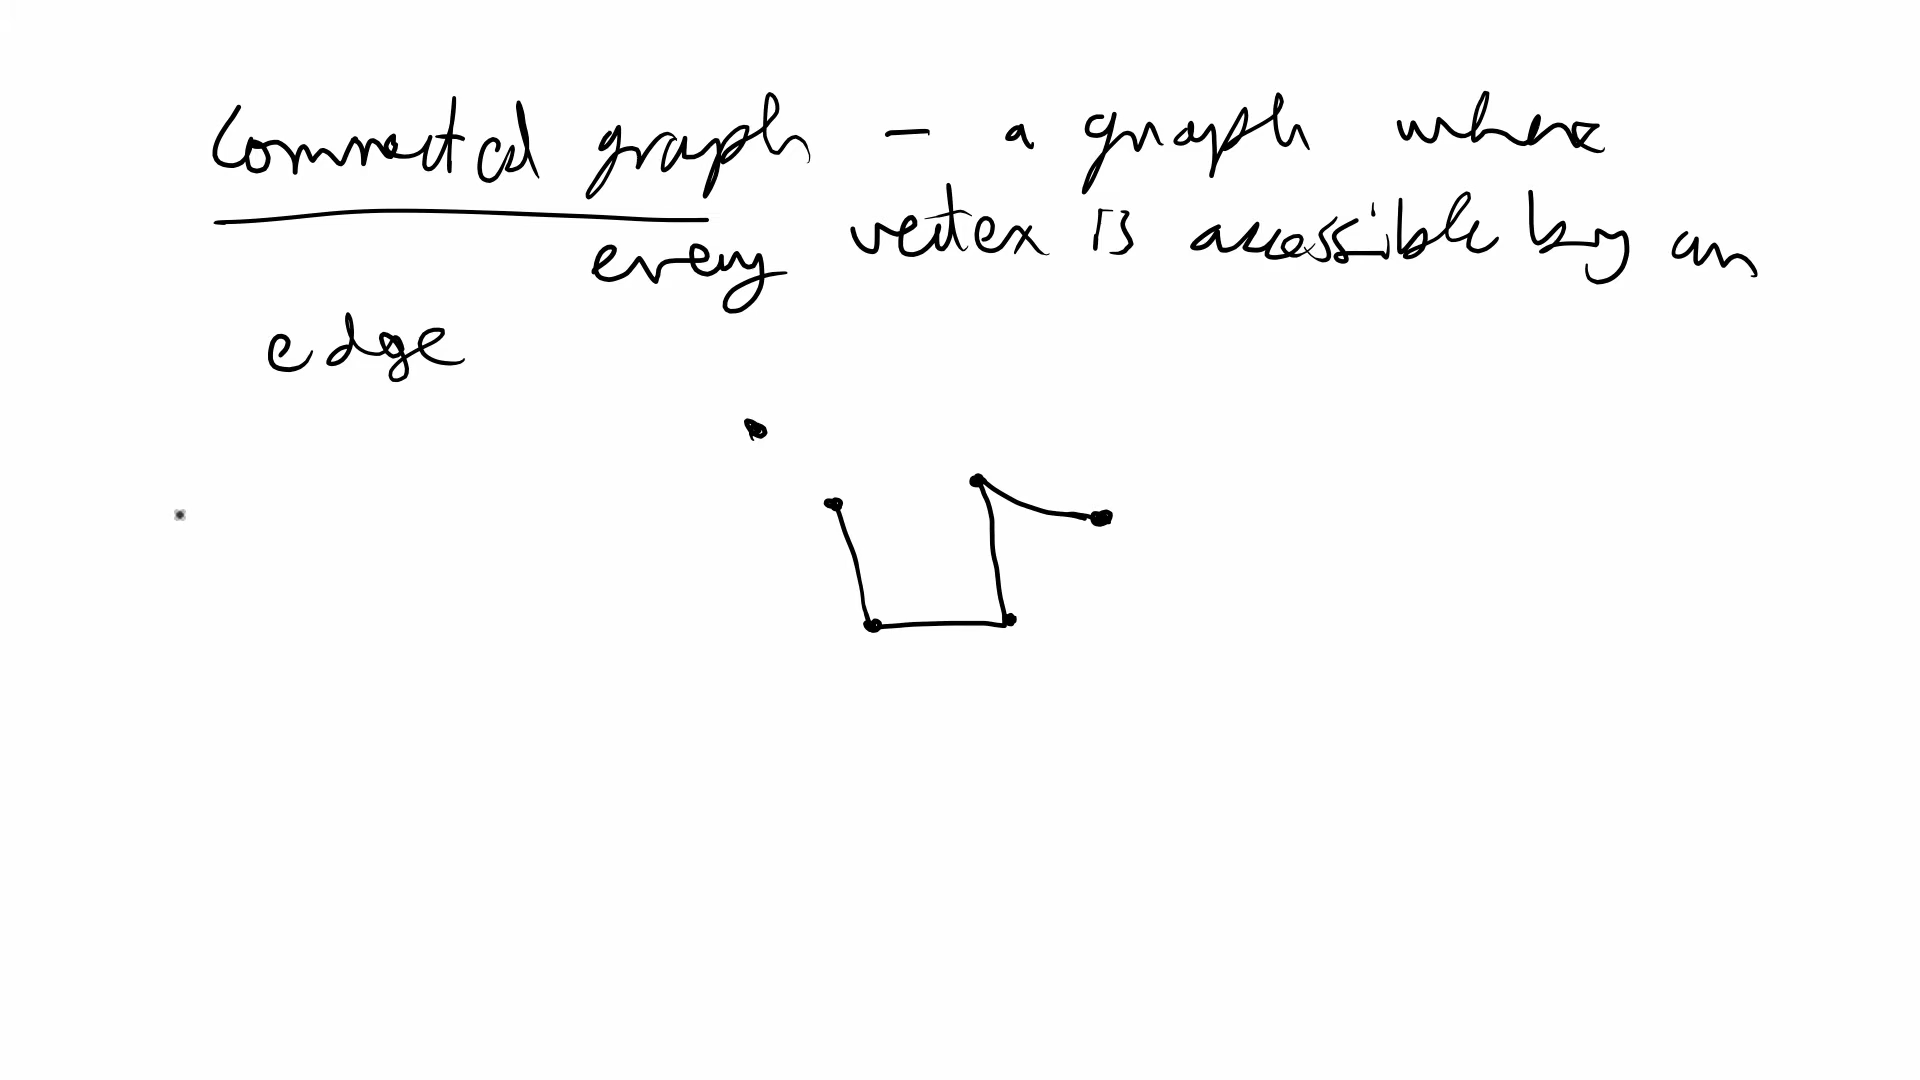 Connected graph — a graph where
every vertex is accessible by an
edge